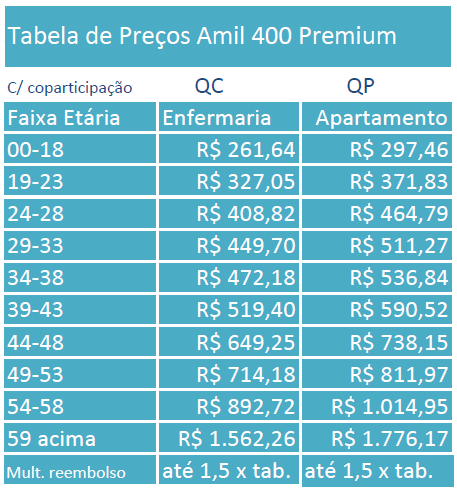 Tabela de Preços Amil 400 Premium
C/ coparticipação QC QP
Faixa Etária Enfermaria Apartamento
00-18 R$ 261,64 R$ 297,46
19-23 R$ 327,05 R$ 371,83
24-28 R$ 408,82 R$ 464,79
29-33 R$ 449,70 R$ 511,27
34-38 R$ 472,18 R$ 536,84
39-43 R$ 519,40 R$ 590,52
44-48 R$ 649,25 R$ 738,15
49-53 R$ 714,18 R$ 811,97
54-58 R$ 892,72 R$ 1.014,95
59 acima R$ 1.562,26 R$ 1.776,17
Mult. reembolso até 1,5 x tab. até 1,5 x tab.